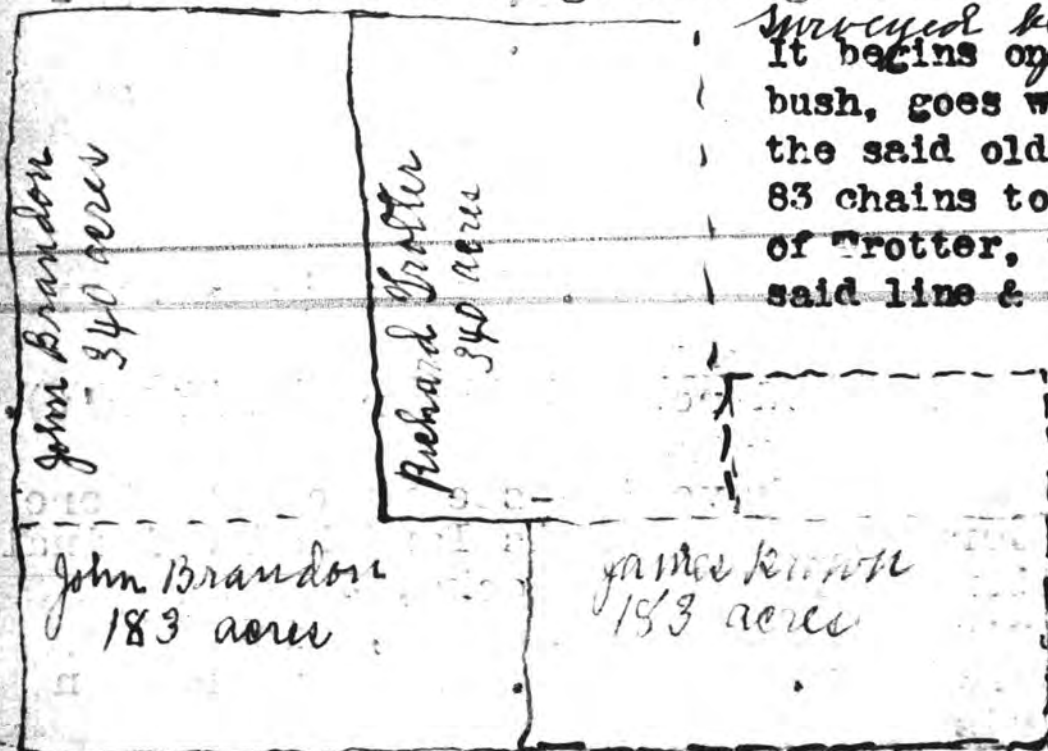 surveyed
It begins on
bush, goes w
the said old
83 chains to
of Trotter,
said line &
John Brandon
340 acres
Richard Trotter
340 acres
John Brandon
183 acres
James
183 acres